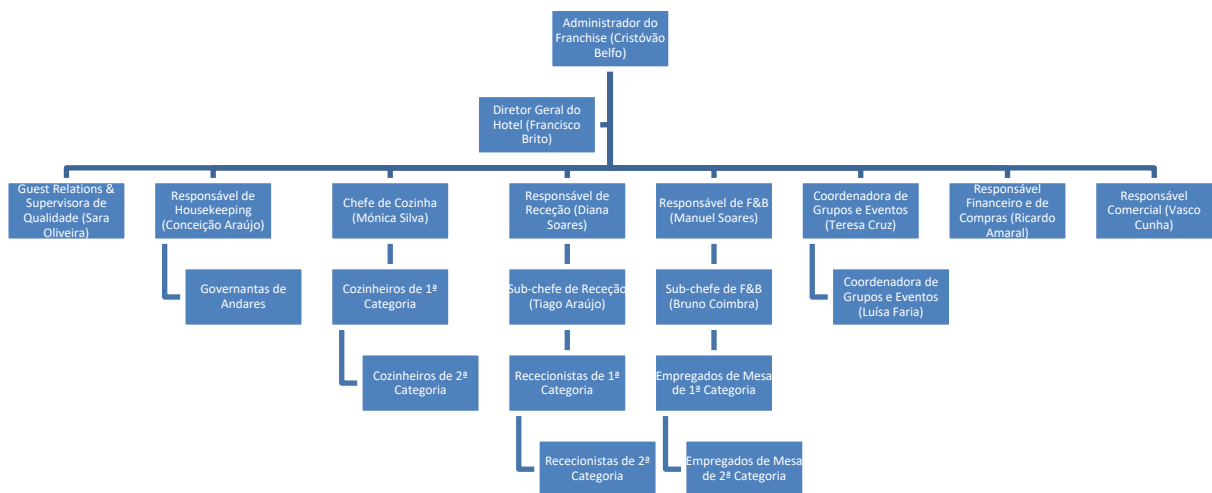 Administrador do
Franchise (Cristóvão
Belfo)
Diretor Geral do
Hotel (Francisco
Brito)
Guest Relations &
Supervisora de
Qualidade (Sara
Oliveira)
Responsável de
Housekeeping
(Conceição Araújo)
Chefe de Cozinha
(Mónica Silva)
Responsável de
Receção (Diana
Soares)
Responsável de F&B
(Manuel Soares)
Coordenadora de
Grupos e Eventos
(Teresa Cruz)
Responsável
Financeiro e de
Compras (Ricardo
Amaral)
Responsável
Comercial (Vasco
Cunha)
Governantas de
Andares
Cozinheiros de 1ª
Categoria
Sub-chefe de Receção
(Tiago Araújo)
Sub-chefe de F&B
(Bruno Coimbra)
Coordenadora de
Grupos e Eventos
(Luísa Faria)
Cozinheiros de 2ª
Categoria
Rececionistas de 1ª
Categoria
Empregados de Mesa
de 1ª Categoria
Rececionistas de 2ª
Categoria
Empregados de Mesa
de 2ª Categoria